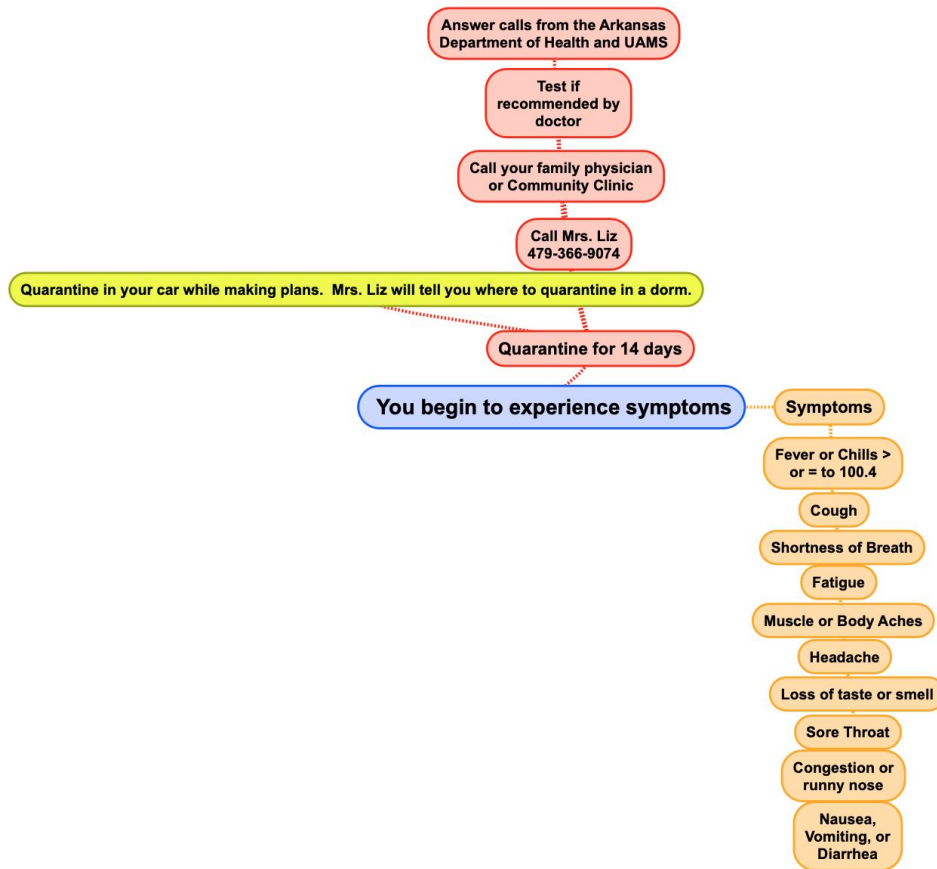 Answer calls from the Arkansas
Department of Health and UAMS
Test if
recommended by
doctor
Call your family physician
or Community Clinic
Call Mrs. Liz
479-366-9074
Quarantine in your car while making plans.  Mrs. Liz will tell you where to quarantine in a dorm.
Quarantine for 14 days
You begin to experience symptoms
Symptoms
Fever or Chills >
or = to 100.4
Cough
Shortness of Breath
Fatigue
Muscle or Body Aches
Headache
Loss of taste or smell
Sore Throat
Congestion or
runny nose
Nausea,
Vomiting, or
Diarrhea